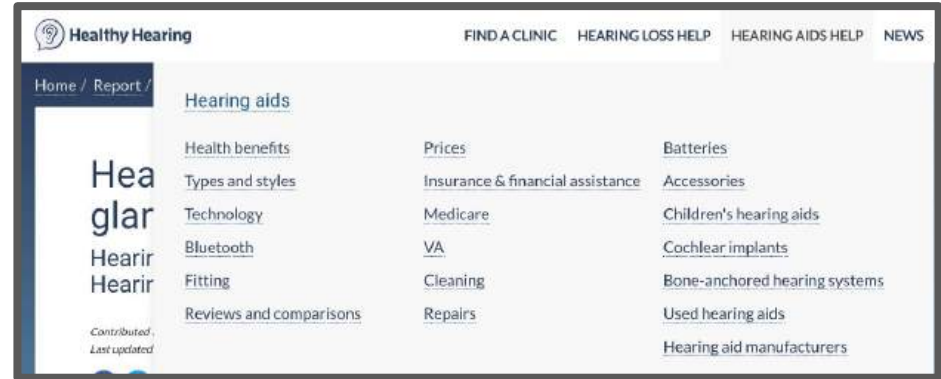 Healthy Hearing
FIND A CLINIC HEARING LOSS HELP HEARING AIDS HELP NEWS
Home / Report /
Hearing aids
Health benefits
Types and styles
Technology
Bluetooth
Fitting
Reviews and comparisons
Prices
Insurance & financial assistance
Medicare
VA
Cleaning
Repairs
Batteries
Accessories
Children's hearing aids
Cochlear implants
Bone-anchored hearing systems
Used hearing aids
Hearing aid manufacturers
Hea
glar
Hearir
Hearir
Contributed
Last updated